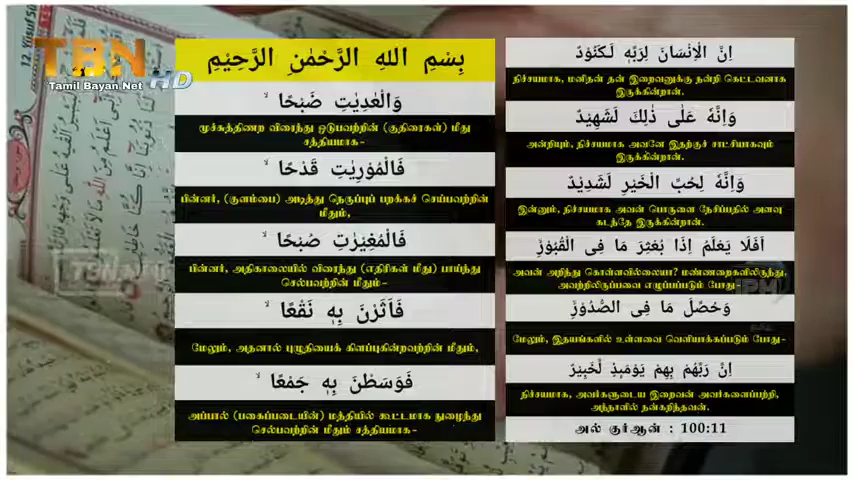 TBN HD
Tamil Bayan.Net
12. Yusuf Sû
بِسْمِ اللهِ الرَّحْمٰنِ الرَّحِيْمِ
وَالْعٰدِيٰتِ ضَبْحًا ۙ
மூச்சுத்திணற விரைந்து ஓடுபவற்றின் (குதிரைகள்) மீது
சத்தியமாக-
فَالْمُوْرِيٰتِ قَدْحًا ۙ
பின்னர், (குளம்பை) அடித்து நெருப்புப் பறக்கச் செய்பவற்றின்
மீதும்,
فَالْمُغِيْرٰتِ صُبْحًا ۙ
பின்னர், அதிகாலையில் விரைந்து (எதிரிகள் மீது) பாய்ந்து
செல்பவற்றின் மீதும்-
فَاَثَرْنَ بِهٖ نَقْعًا ۙ
மேலும், அதனால் புழுதியைக் கிளப்புகின்றவற்றின் மீதும்,
فَوَسَطْنَ بِهٖ جَمْعًا ۙ
அப்பால் (பகைப்படையின்) மத்தியில் கூட்டமாக நுழைந்து
செல்பவற்றின் மீதும் சத்தியமாக-
اِنَّ الْاِنْسَانَ لِرَبِّهٖ لَـكَنُوْدٌ
நிச்சயமாக, மனிதன் தன் இறைவனுக்கு நன்றி கெட்டவனாக
இருக்கின்றான்.
وَاِنَّهٗ عَلٰى ذٰلِكَ لَشَهِيْدٌ
அன்றியும், நிச்சயமாக அவனே இதற்குச் சாட்சியாகவும்
இருக்கின்றான்.
وَاِنَّهٗ لِحُبِّ الْخَيْرِ لَشَدِيْدٌ
இன்னும், நிச்சயமாக அவன் பொருளை நேசிப்பதில் அளவு
கடந்தே இருக்கின்றான்.
اَفَلَا يَعْلَمُ اِذَا بُعْثِرَ مَا فِى الْقُبُوْرِ
அவன் அறிந்து கொள்ளவில்லையா? மண்ணறைகளிலிருந்து,
அவற்றிலிருப்பவை எழுப்பப்படும் போது-
وَحُصِّلَ مَا فِى الصُّدُوْرِ
மேலும், இதயங்களில் உள்ளவை வெளியாக்கப்படும் போது-
اِنَّ رَبَّهُمْ بِهِمْ يَوْمَٮِٕذٍ لَّخَبِيْرٌ
நிச்சயமாக, அவர்களுடைய இறைவன் அவர்களைப்பற்றி,
அந்நாளில் நன்கறிந்தவன்.
அல் குர்ஆன் : 100:11